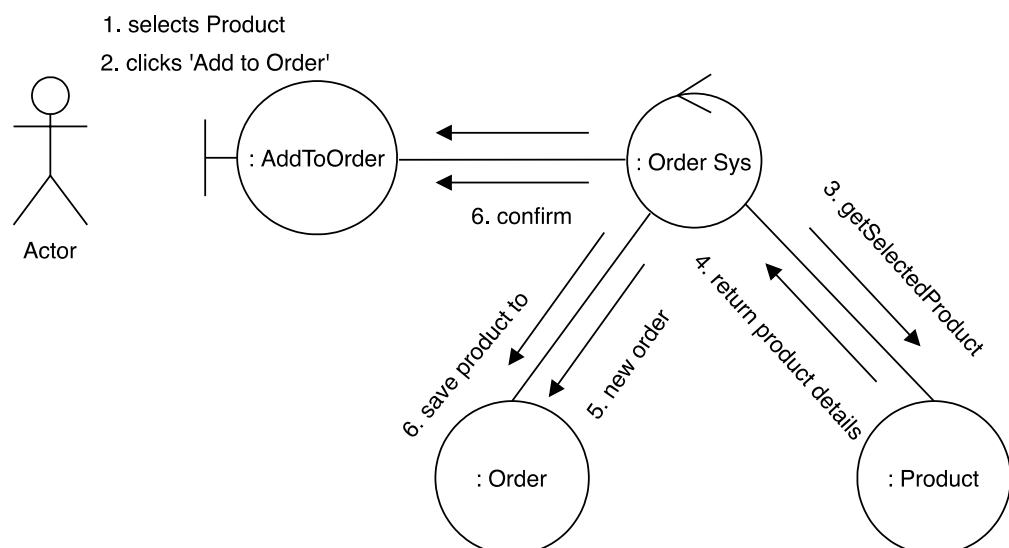 1. selects Product
2. clicks 'Add to Order'
Actor
: AddToOrder
: Order Sys
6. confirm
3. getSelectedProduct
4. return product details
6. save product to
5. new order
: Order
: Product